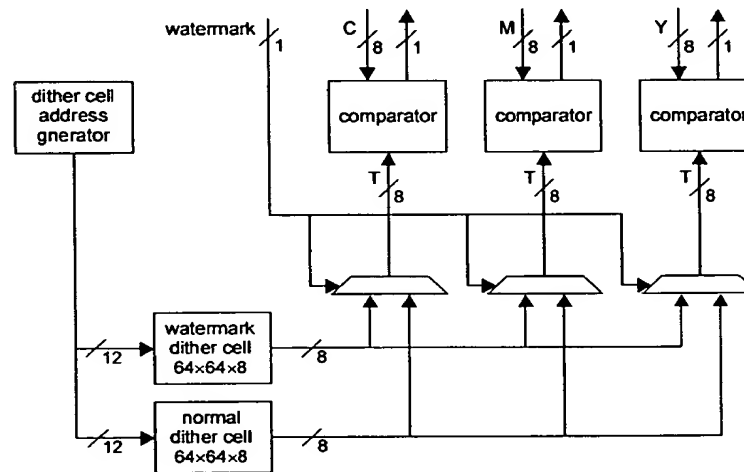 watermark 1 C 8 1 M 8 1 Y 8 1
dither cell
address
gnerator
comparator comparator comparator
T 8 T 8 T 8
12 watermark
dither cell
64×64×8 8
12 normal
dither cell
64×64×8 8